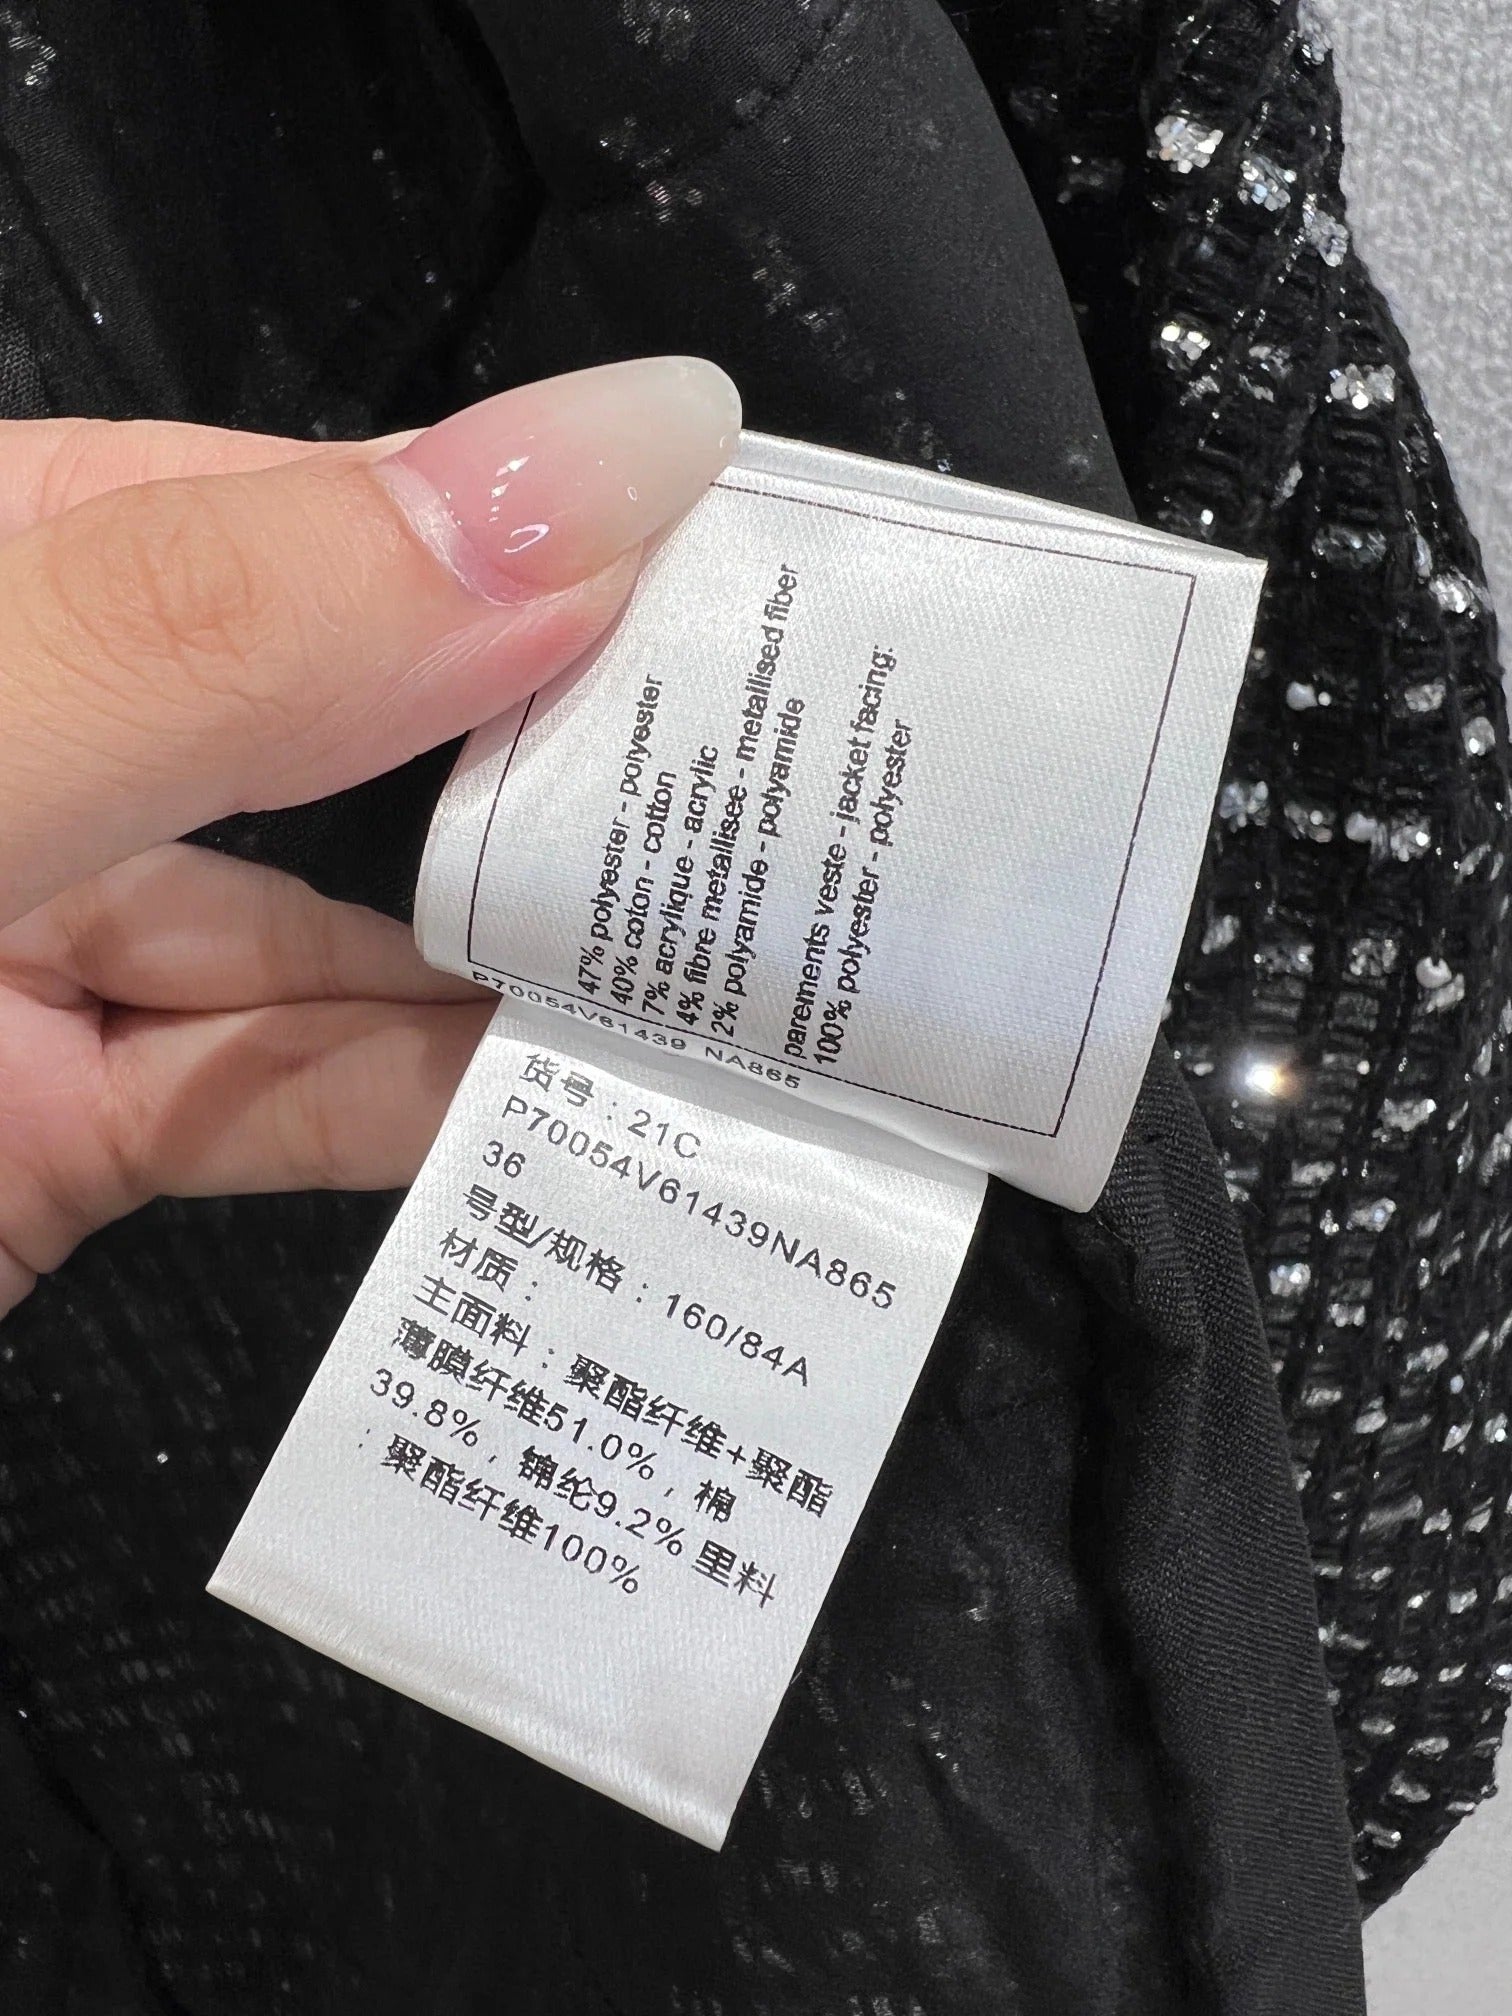 47% polyester - polyester
40% coton - cotton
7% acrylique - acrylic
4% fibre metallisee - metallised fiber
2% polyamide - polyamide
parements veste - jacket facing:
100% polyester - polyester
P70054V61439 NA865
货号：21C
P70054V61439NA865
36
号型/规格：160/84A
材质：
主面料：聚酯纤维+聚酯
薄膜纤维51.0%，棉
39.8%，锦纶9.2% 里料
：聚酯纤维100%